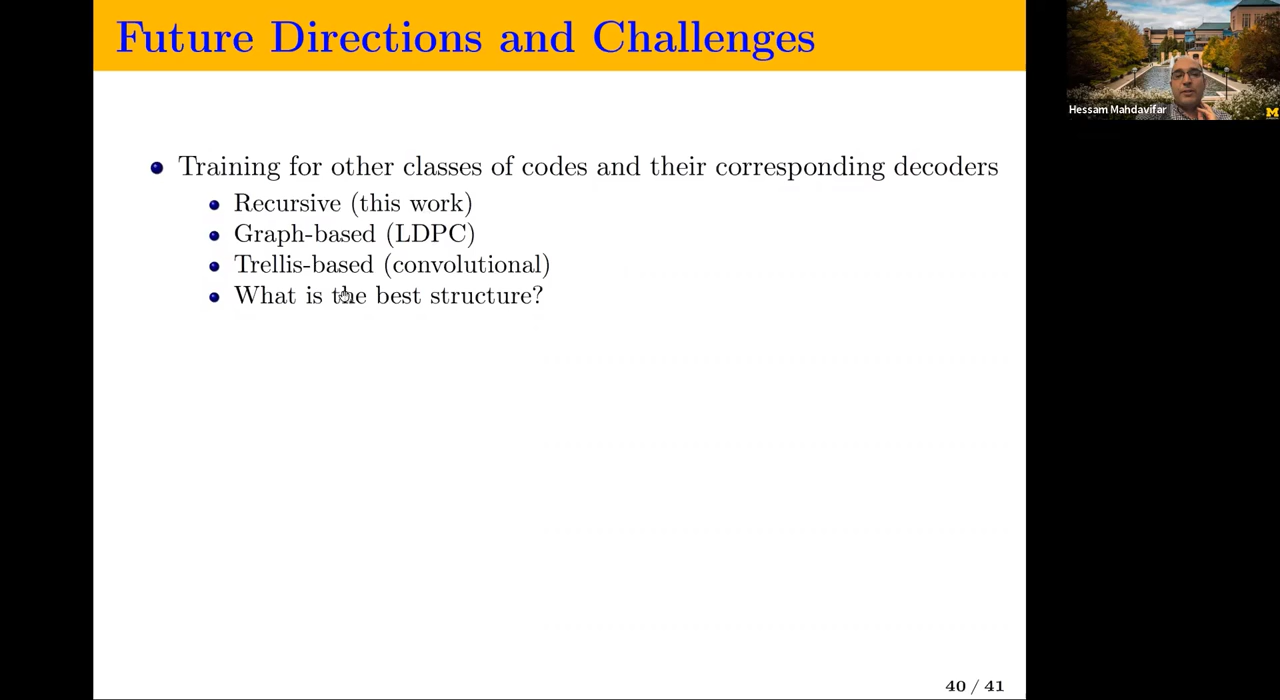 Future Directions and Challenges
Training for other classes of codes and their corresponding decoders
Recursive (this work)
Graph-based (LDPC)
Trellis-based (convolutional)
What is the best structure?
40 / 41
Hessam Mahdavifar
M